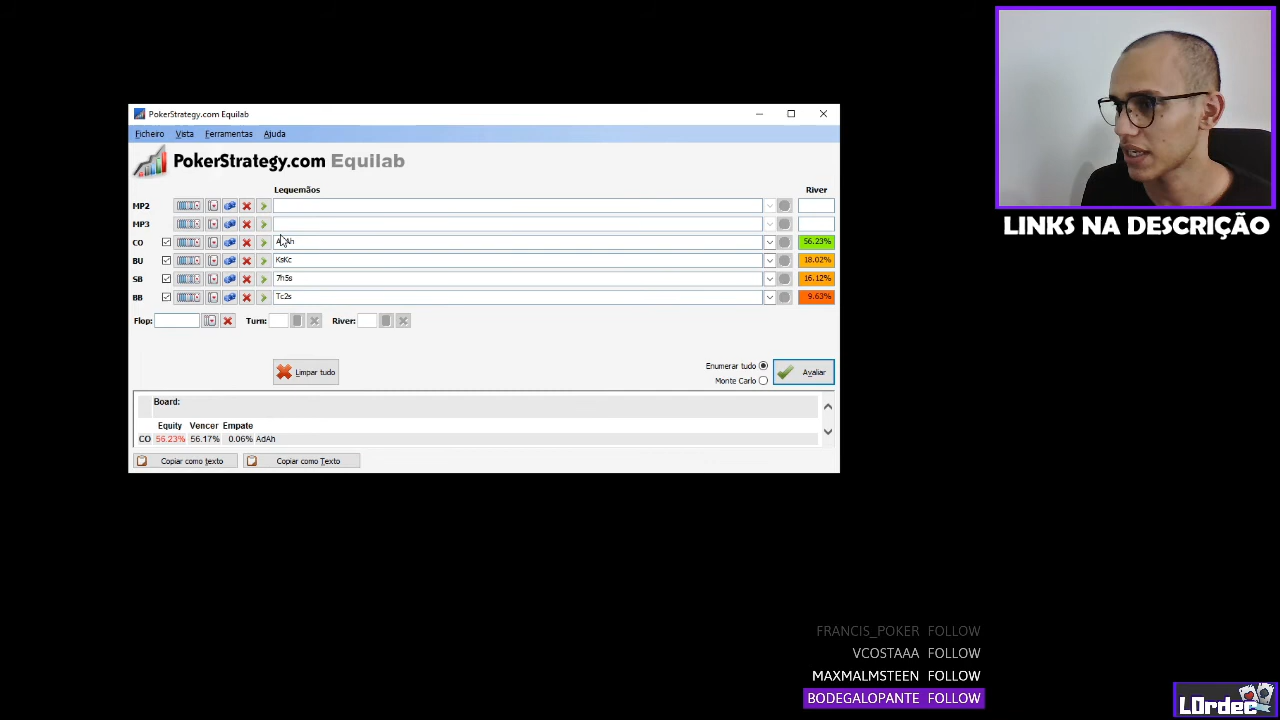 PokerStrategy.com Equilab
Ficheiro Vista Ferramentas Ajuda
PokerStrategy.com Equilab
Lequemãos River
MP2
MP3
CO 56.23%
BU KsKc 18.02%
SB 7h5s 16.12%
BB Tc2s 9.63%
Flop: Turn: River:
Limpar tudo
Enumerar tudo
Monte Carlo
Avaliar
Board:
Equity Vencer Empate
CO 56.23% 56.17% 0.06% AdAh
Copiar como texto Copiar como Texto
LINKS NA DESCRIÇÃO
FRANCIS_POKER FOLLOW
VCOSTAAA FOLLOW
MAXMALMSTEEN FOLLOW
BODEGALOPANTE FOLLOW
LOrdec